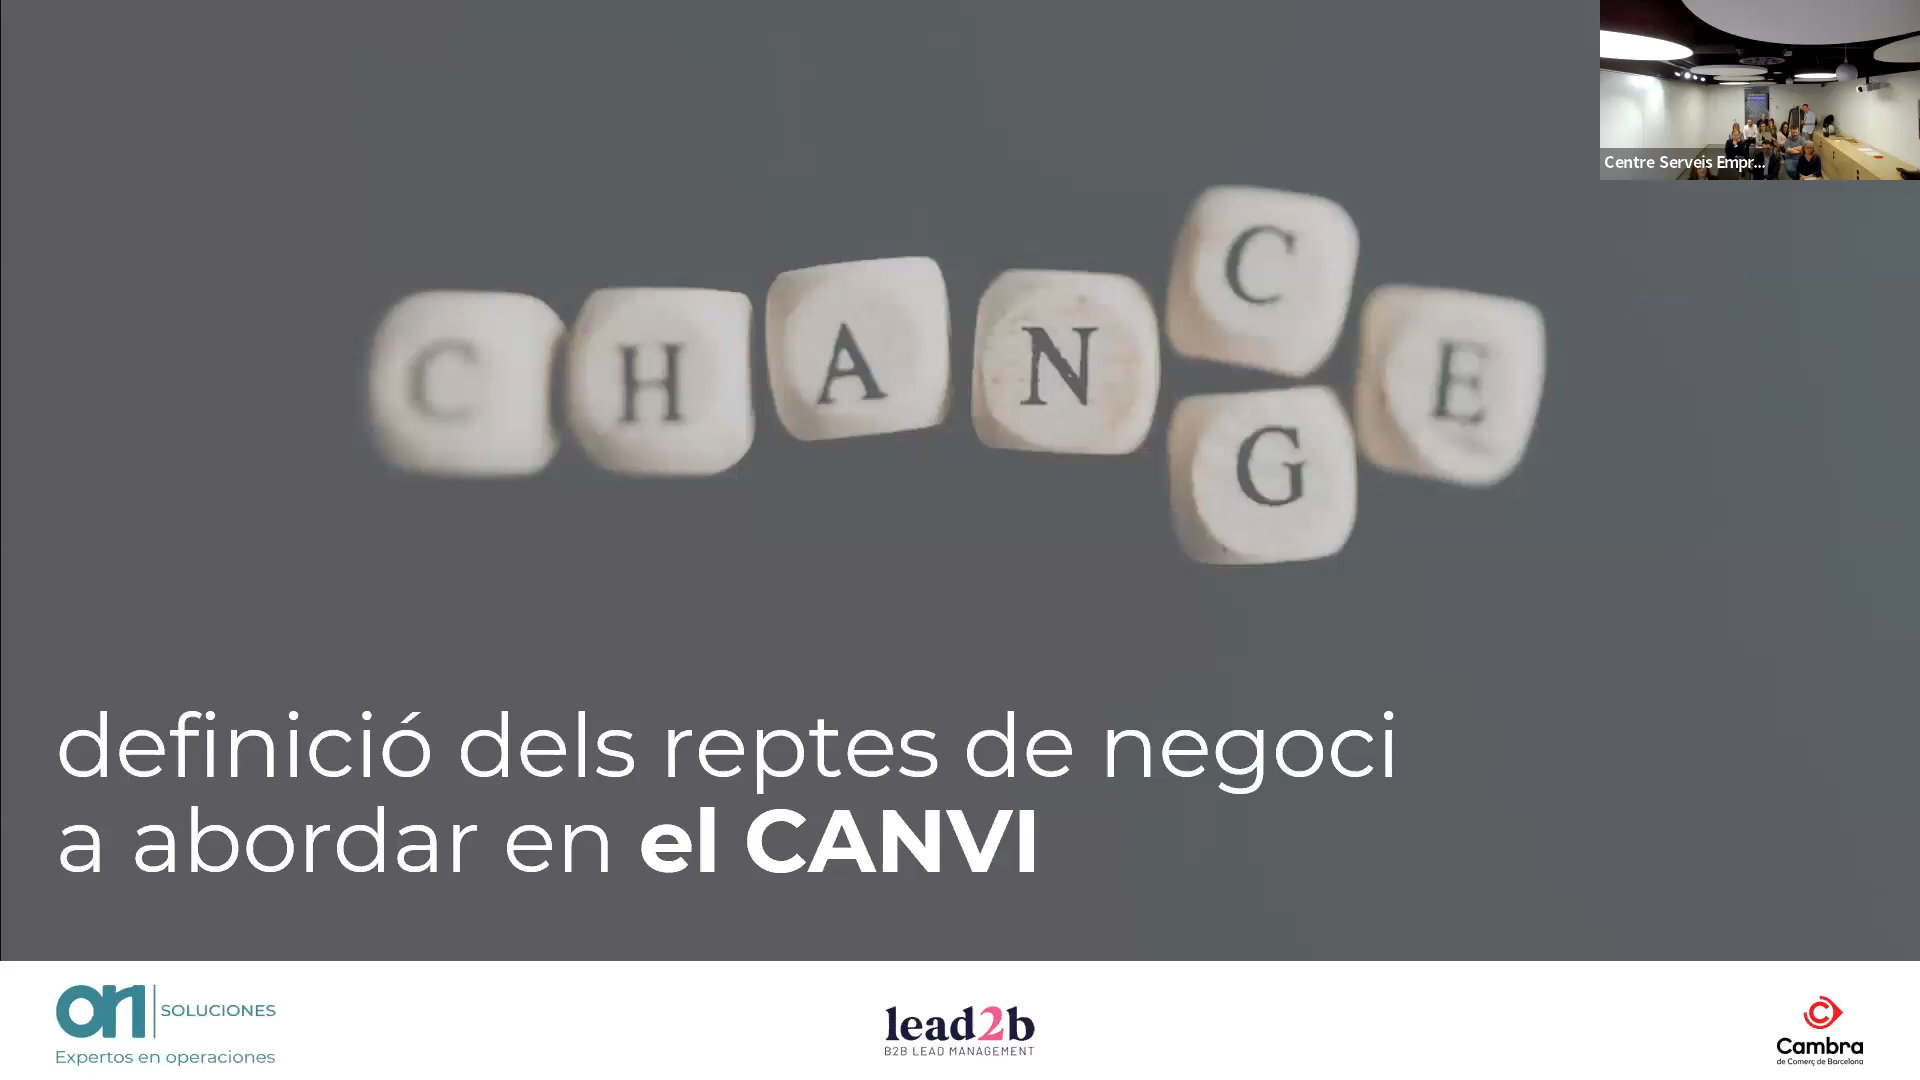 Centre Serveis Empr...
C H A N C E
G
definició dels reptes de negoci
a abordar en el CANVI
on SOLUCIONES
Expertos en operaciones
lead2b
B2B LEAD MANAGEMENT
Cambra
de Comerç de Barcelona